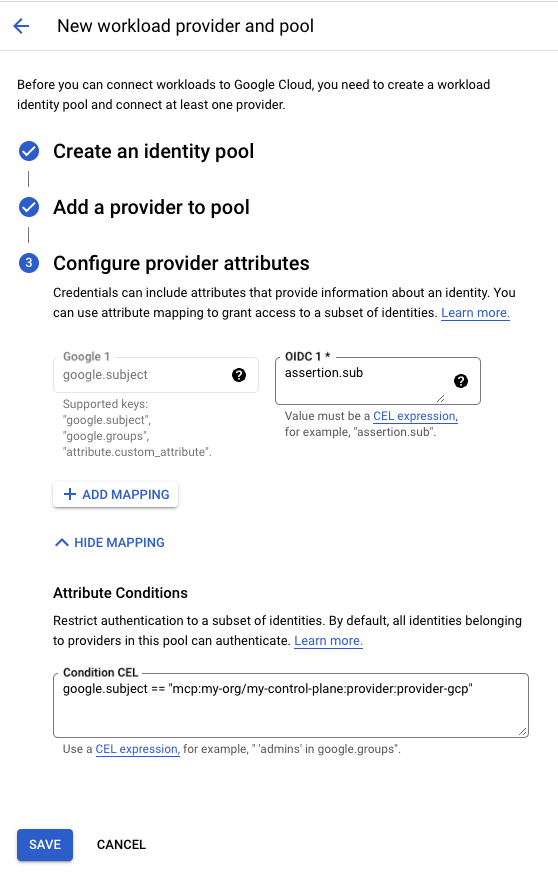 New workload provider and pool
Before you can connect workloads to Google Cloud, you need to create a workload
identity pool and connect at least one provider.
Create an identity pool
Add a provider to pool
3
Configure provider attributes
Credentials can include attributes that provide information about an identity. You
can use attribute mapping to grant access to a subset of identities. Learn more.
Google 1
google.subject
?
Supported keys:
"google.subject",
"google.groups",
"attribute.custom_attribute".
OIDC 1 *
assertion.sub
?
Value must be a CEL expression,
for example, "assertion.sub".
+ ADD MAPPING
HIDE MAPPING
Attribute Conditions
Restrict authentication to a subset of identities. By default, all identities belonging
to providers in this pool can authenticate. Learn more.
Condition CEL
google.subject == "mcp:my-org/my-control-plane:provider:provider-gcp"
Use a CEL expression, for example, " 'admins' in google.groups".
SAVE
CANCEL